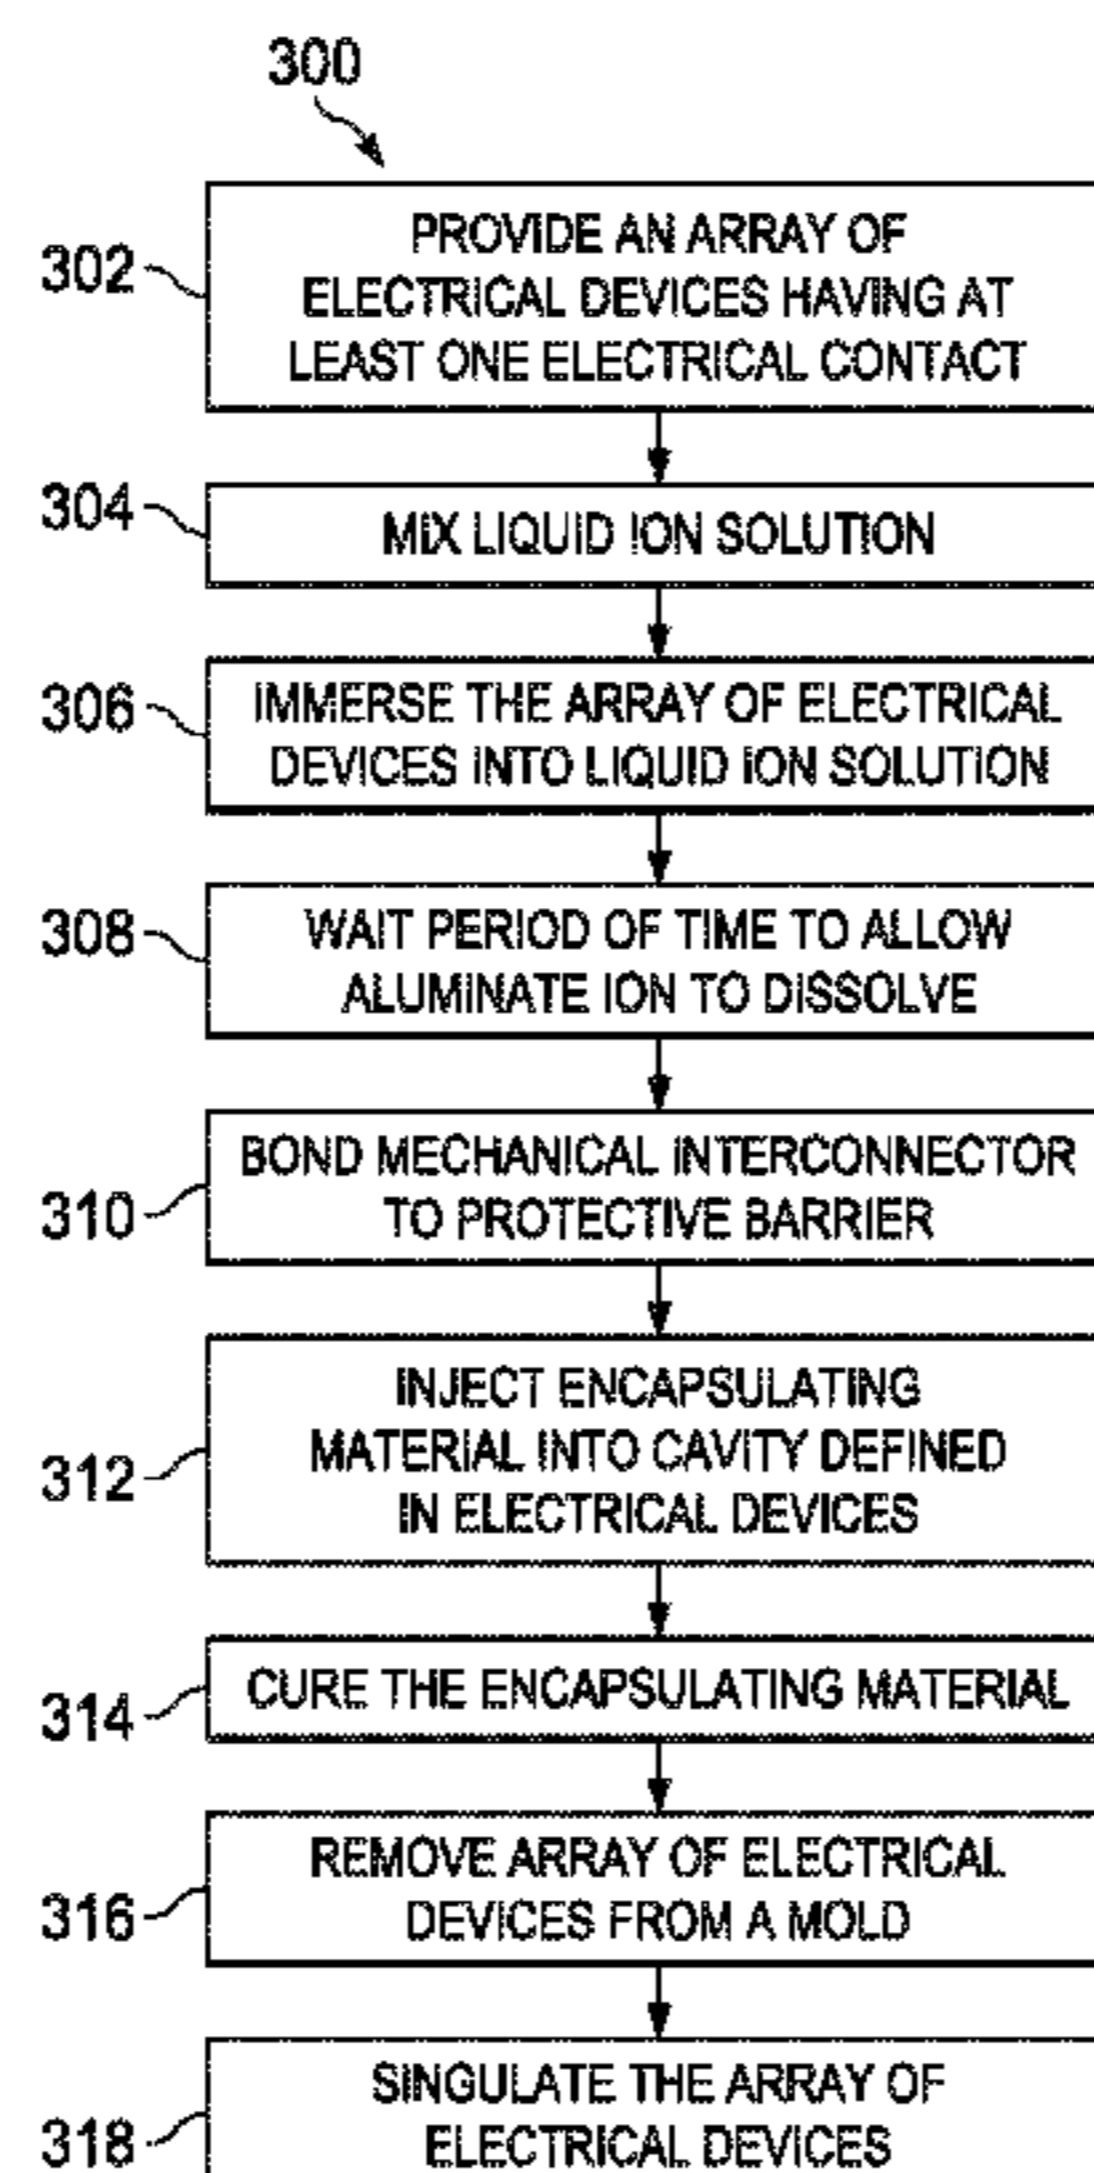 300
302
PROVIDE AN ARRAY OF
ELECTRICAL DEVICES HAVING AT
LEAST ONE ELECTRICAL CONTACT
304
MIX LIQUID ION SOLUTION
306
IMMERSE THE ARRAY OF ELECTRICAL
DEVICES INTO LIQUID ION SOLUTION
308
WAIT PERIOD OF TIME TO ALLOW
ALUMINATE ION TO DISSOLVE
310
BOND MECHANICAL INTERCONNECTOR
TO PROTECTIVE BARRIER
312
INJECT ENCAPSULATING
MATERIAL INTO CAVITY DEFINED
IN ELECTRICAL DEVICES
314
CURE THE ENCAPSULATING MATERIAL
316
REMOVE ARRAY OF ELECTRICAL
DEVICES FROM A MOLD
318
SINGULATE THE ARRAY OF
ELECTRICAL DEVICES